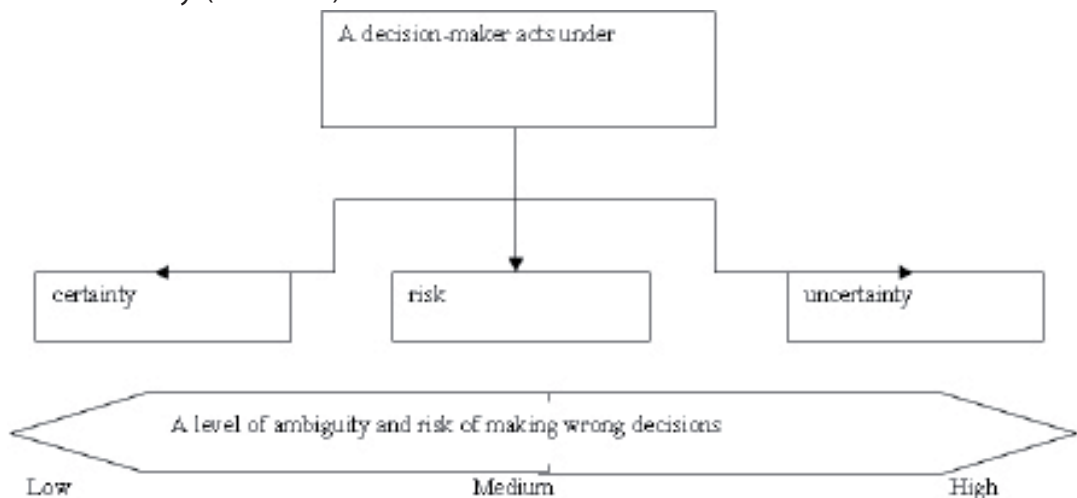 A decision-maker acts under
certainty risk uncertainty
A level of ambiguity and risk of making wrong decisions
Low Medium High